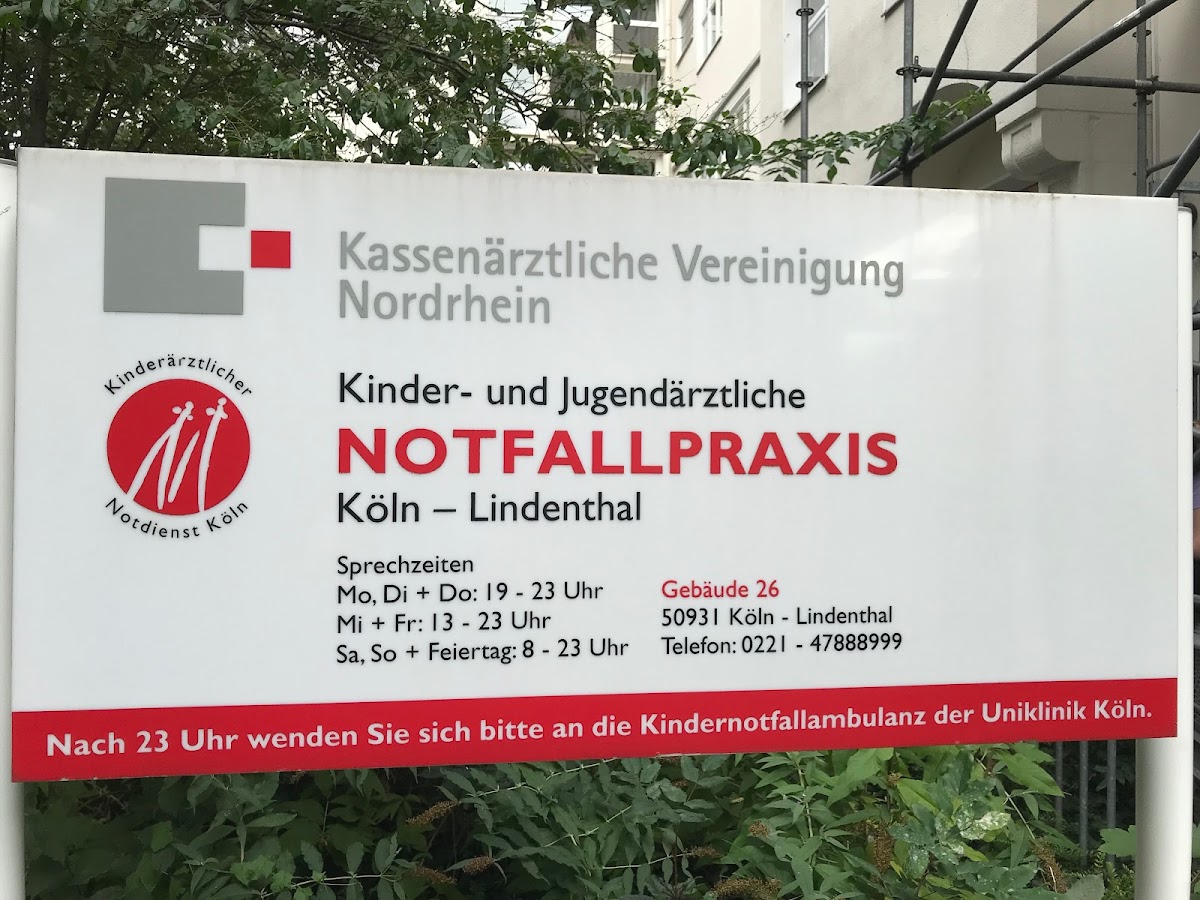 Kassenärztliche Vereinigung
Nordrhein
Kinderärztlicher
Notdienst Köln
Kinder- und Jugendärztliche
NOTFALLPRAXIS
Köln – Lindenthal
Sprechzeiten
Mo, Di + Do: 19 - 23 Uhr
Mi + Fr: 13 - 23 Uhr
Sa, So + Feiertag: 8 - 23 Uhr
Gebäude 26
50931 Köln - Lindenthal
Telefon: 0221 - 47888999
Nach 23 Uhr wenden Sie sich bitte an die Kindernotfallambulanz der Uniklinik Köln.